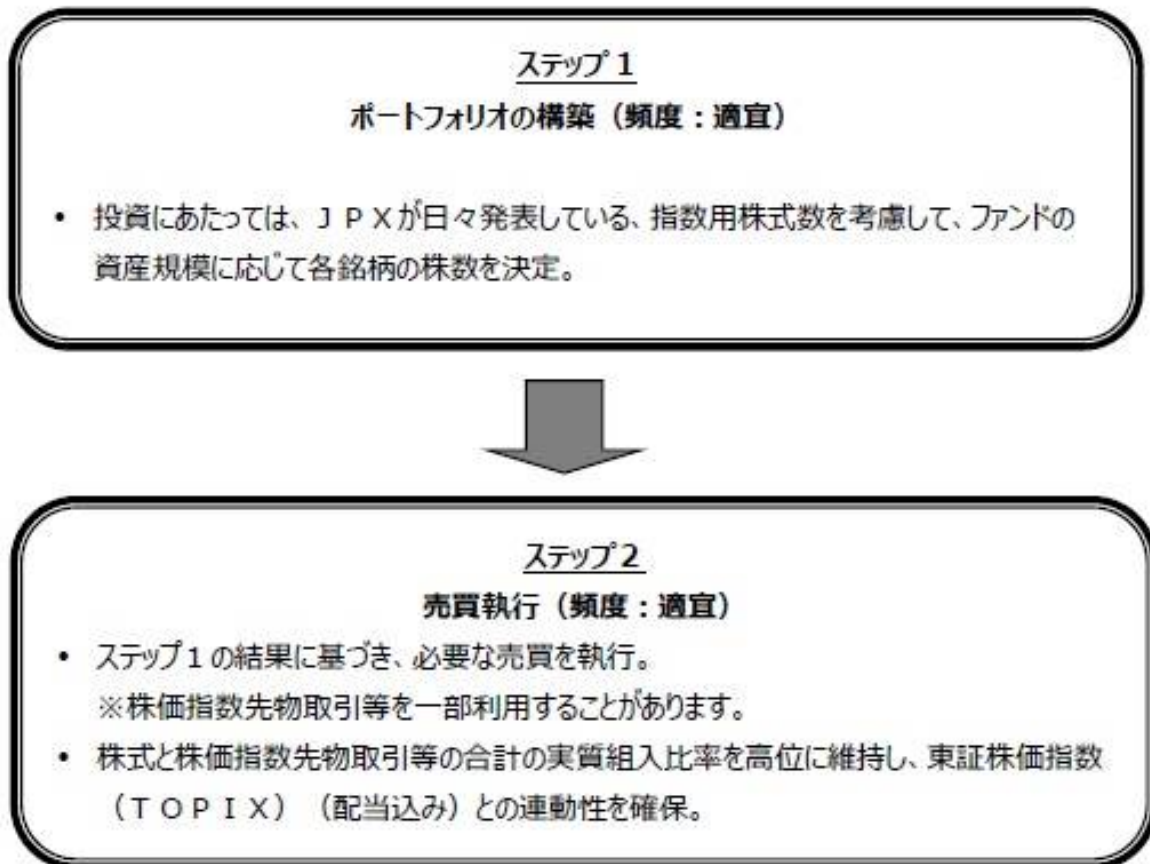 ステップ1
ポートフォリオの構築（頻度：適宜）
• 投資にあたっては、ＪＰＸが日々発表している、指数用株式数を考慮して、ファンドの
資産規模に応じて各銘柄の株数を決定。
ステップ2
売買執行（頻度：適宜）
• ステップ1の結果に基づき、必要な売買を執行。
※株価指数先物取引等を一部利用することがあります。
• 株式と株価指数先物取引等の合計の実質組入比率を高位に維持し、東証株価指数
（ＴＯＰＩＸ）（配当込み）との連動性を確保。